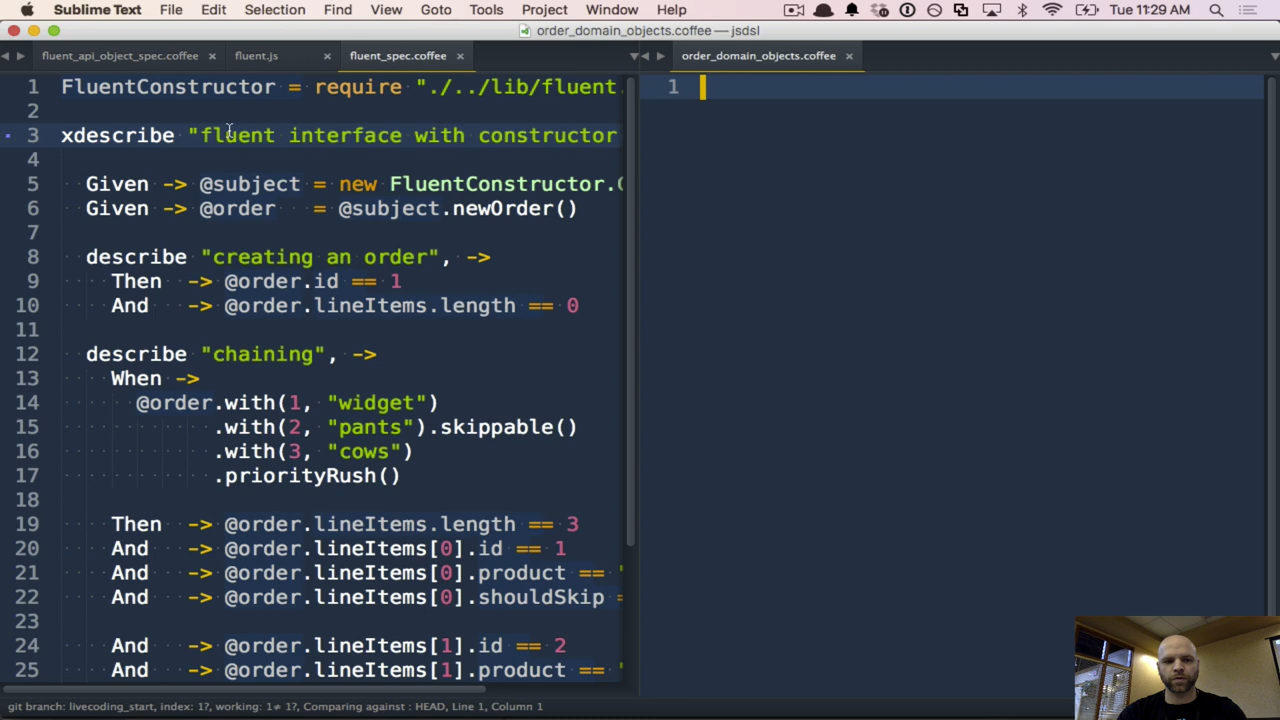 Sublime Text File Edit Selection Find View Goto Tools Project Window Help Tue 11:29 AM
order_domain_objects.coffee — jsdsl
fluent_api_object_spec.coffee × fluent.js × fluent_spec.coffee × order_domain_objects.coffee ×
1 FluentConstructor = require "./../lib/fluent.
2
3 xdescribe "fluent interface with constructor
4
5 Given -> @subject = new FluentConstructor.
6 Given -> @order = @subject.newOrder()
7
8 describe "creating an order", ->
9 Then -> @order.id == 1
10 And -> @order.lineItems.length == 0
11
12 describe "chaining", ->
13 When ->
14 @order.with(1, "widget")
15 .with(2, "pants").skippable()
16 .with(3, "cows")
17 .priorityRush()
18
19 Then -> @order.lineItems.length == 3
20 And -> @order.lineItems[0].id == 1
21 And -> @order.lineItems[0].product == "
22 And -> @order.lineItems[0].shouldSkip =
23
24 And -> @order.lineItems[1].id == 2
25 And -> @order.lineItems[1].product == "
1
git branch: livecoding_start, index: 1?, working: 1≠ 1?, Comparing against : HEAD, Line 1, Column 1